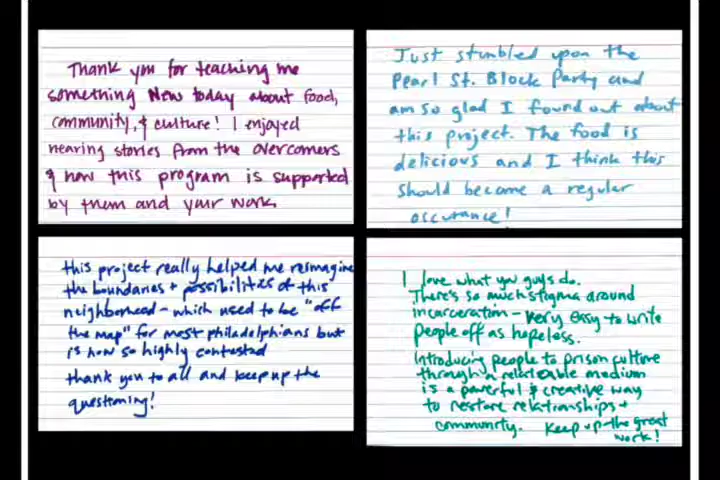 Thank you for teaching me
something New today about food,
community, & culture! I enjoyed
hearing stories from the overcomers
& how this program is supported
by them and your work.
Just stumbled upon the
Pearl St. Block Party and
am so glad I found out about
this project. The food is
delicious and I think this
should become a regular
occurance!
this project really helped me reimagine
the boundaries + possibilities of this
neighborhood - which used to be "off
the map" for most philadelphians but
is now so highly contested
thank you to all and keep up the
questioning!
I love what you guys do.
There's so much stigma around
incarceration - very easy to write
people off as hopeless.
Introducing people to prison culture
through a relateable medium
is a powerful & creative way
to restore relationships +
community. Keep up the great
work!